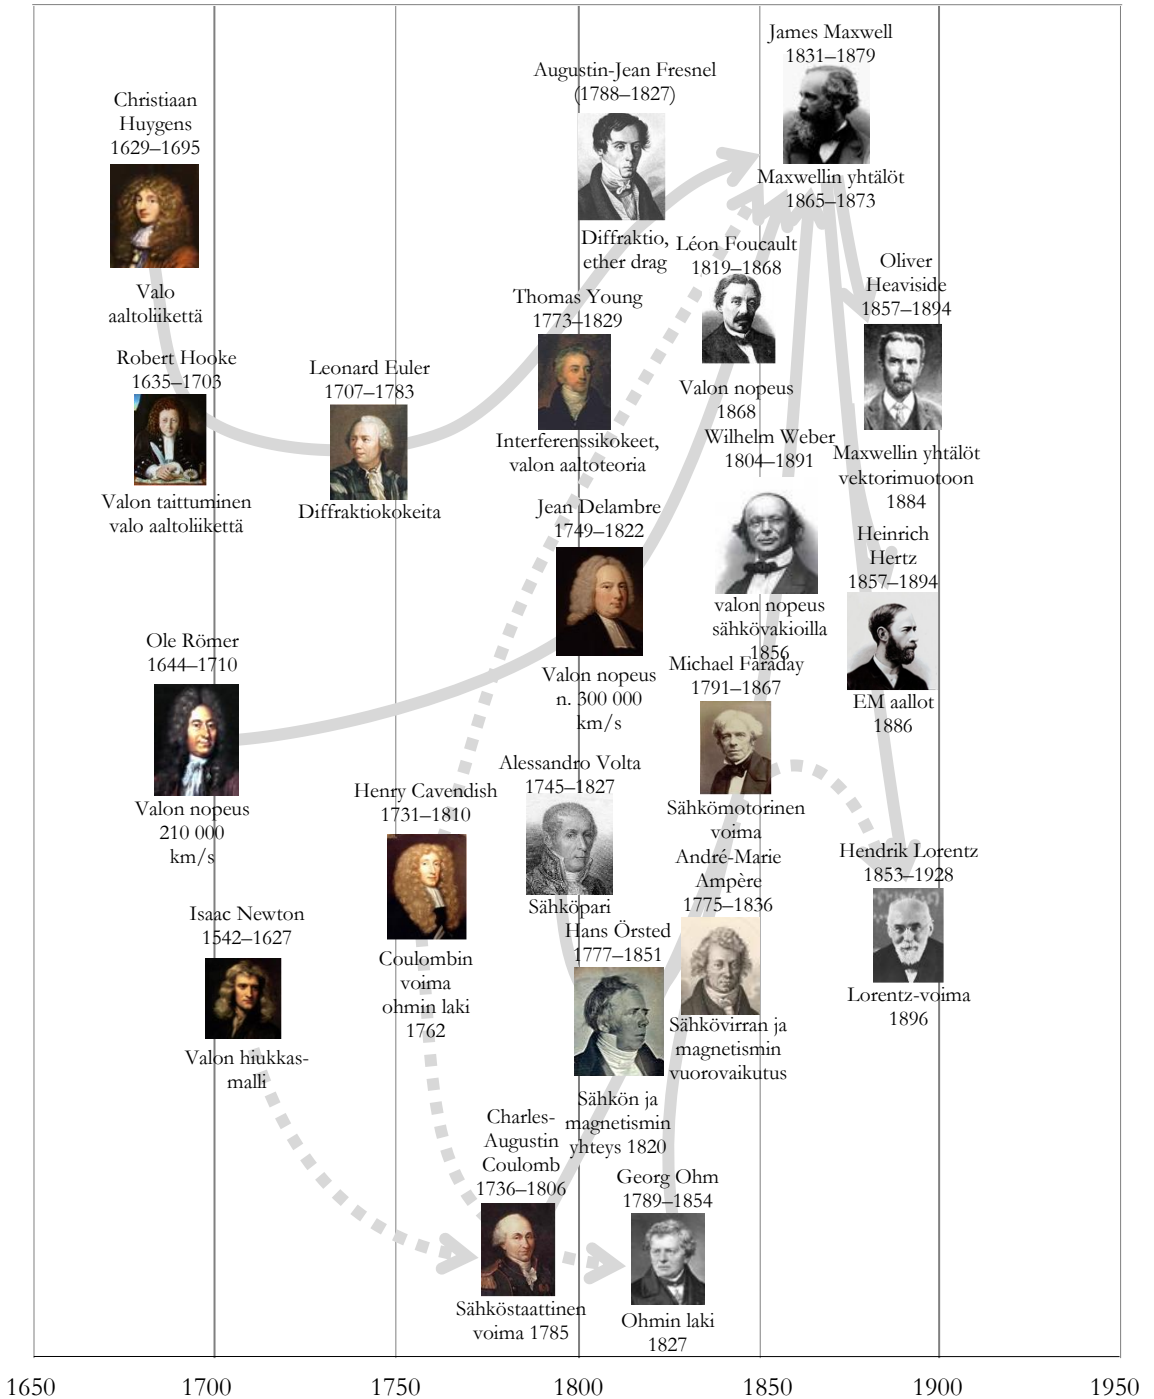 James Maxwell
1831–1879
Maxwellin yhtälöt
1865–1873
Augustin-Jean Fresnel
(1788–1827)
Diffraktio,
ether drag
Christiaan
Huygens
1629–1695
Valo
aaltoliikettä
Léon Foucault
1819–1868
Valon nopeus
1868
Oliver
Heaviside
1857–1894
Maxwellin yhtälöt
vektorimuotoon
1884
Thomas Young
1773–1829
Interferenssikokeet,
valon aaltoteoria
Robert Hooke
1635–1703
Valon taittuminen
valo aaltoliikettä
Leonard Euler
1707–1783
Diffraktiokokeita
Wilhelm Weber
1804–1891
valon nopeus
sähkövakioilla
1856
Jean Delambre
1749–1822
Valon nopeus
n. 300 000
km/s
Heinrich
Hertz
1857–1894
EM aallot
1886
Ole Römer
1644–1710
Valon nopeus
210 000
km/s
Michael Faraday
1791–1867
Sähkömotorinen
voima
Alessandro Volta
1745–1827
Sähköpari
Henry Cavendish
1731–1810
Coulombin
voima
ohmin laki
1762
André-Marie
Ampère
1775–1836
Sähkövirran ja
magnetismin
vuorovaikutus
Hendrik Lorentz
1853–1928
Lorentz-voima
1896
Isaac Newton
1542–1627
Valon hiukkas-
malli
Hans Örsted
1777–1851
Sähkön ja
magnetismin
yhteys 1820
Charles-
Augustin
Coulomb
1736–1806
Sähköstaattinen
voima 1785
Georg Ohm
1789–1854
Ohmin laki
1827
1650 1700 1750 1800 1850 1900 1950